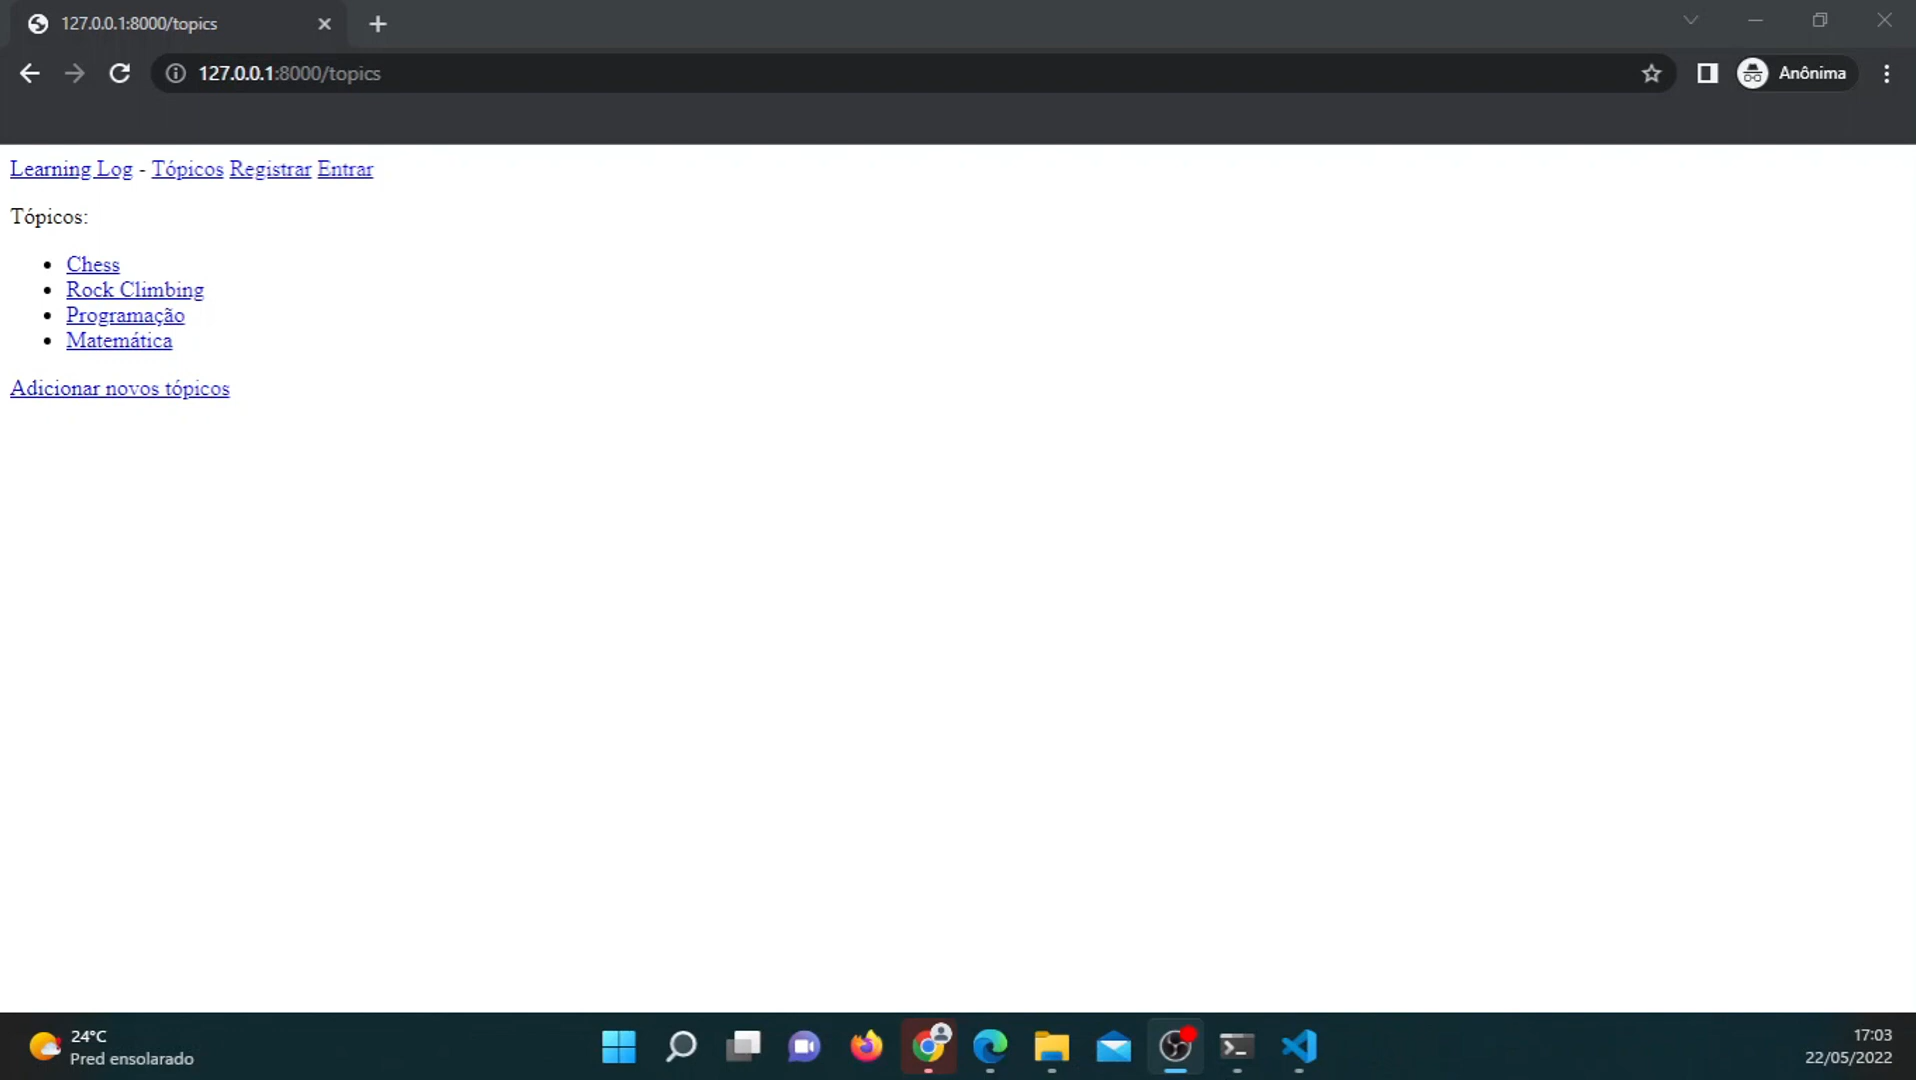 127.0.0.1:8000/topics
127.0.0.1:8000/topics
Anônima
Learning Log - Tópicos Registrar Entrar
Tópicos:
Chess
Rock Climbing
Programação
Matemática
Adicionar novos tópicos
24°C
Pred ensolarado
17:03
22/05/2022